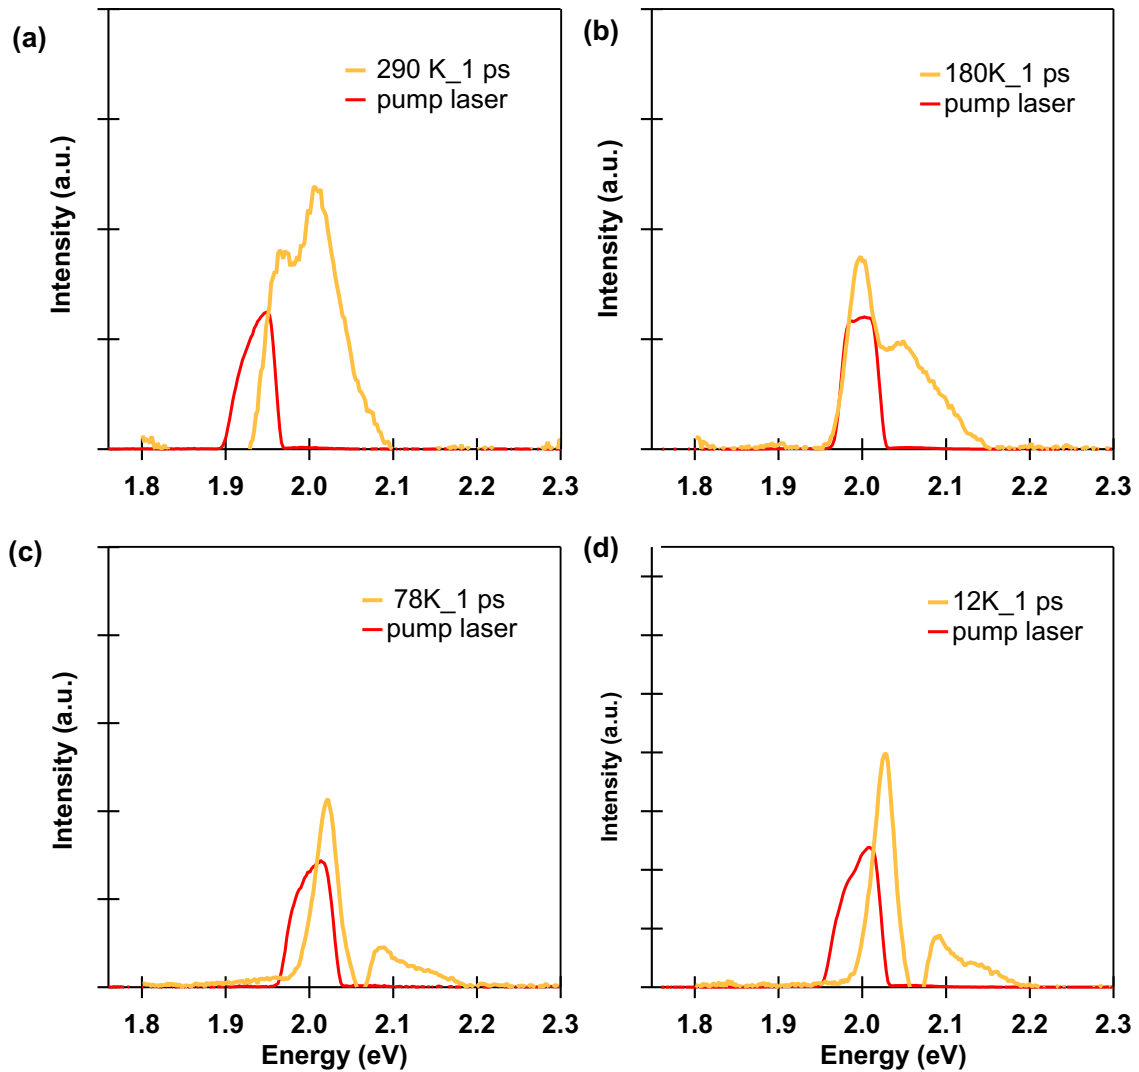 (a)
290 K_1 ps
pump laser
Intensity (a.u.)
1.8 1.9 2.0 2.1 2.2 2.3
(b)
180K_1 ps
pump laser
Intensity (a.u.)
1.8 1.9 2.0 2.1 2.2 2.3
(c)
78K_1 ps
pump laser
Intensity (a.u.)
1.8 1.9 2.0 2.1 2.2 2.3
Energy (eV)
(d)
12K_1 ps
pump laser
Intensity (a.u.)
1.8 1.9 2.0 2.1 2.2 2.3
Energy (eV)